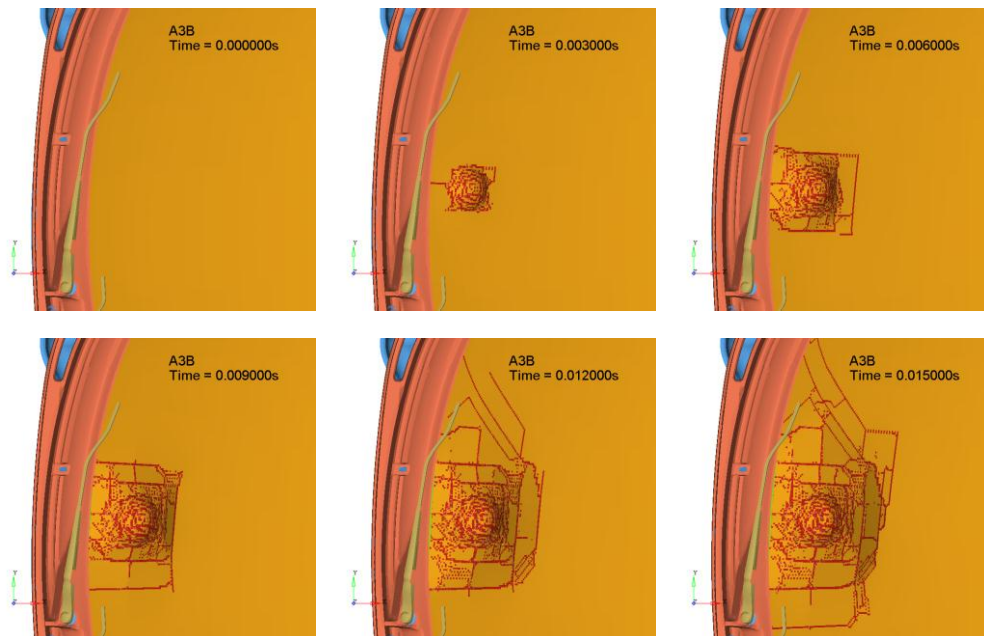 A3B
Time = 0.000000s
A3B
Time = 0.003000s
A3B
Time = 0.006000s
A3B
Time = 0.009000s
A3B
Time = 0.012000s
A3B
Time = 0.015000s